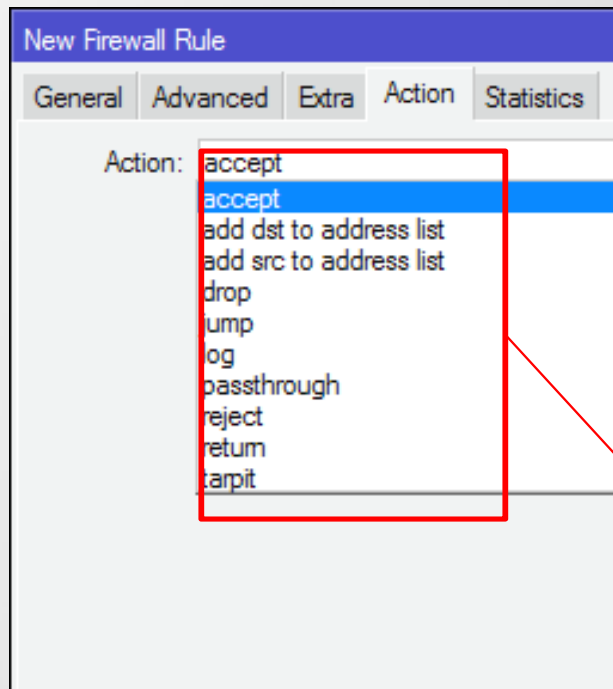 New Firewall Rule
General Advanced Extra Action Statistics
Action: accept
accept
add dst to address list
add src to address list
drop
jump
log
passthrough
reject
return
tarpit